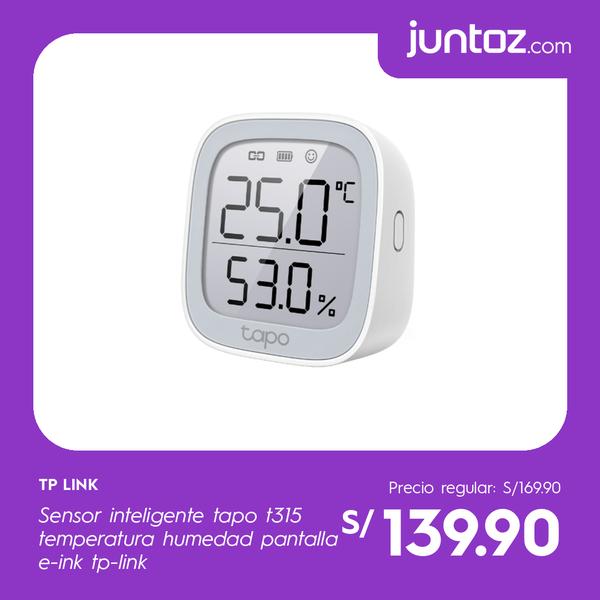 juntoz.com
25.0°C
53.0%
tapo
TP LINK
Precio regular: S/169.90
Sensor inteligente tapo t315
temperatura humedad pantalla
e-ink tp-link
S/139.90